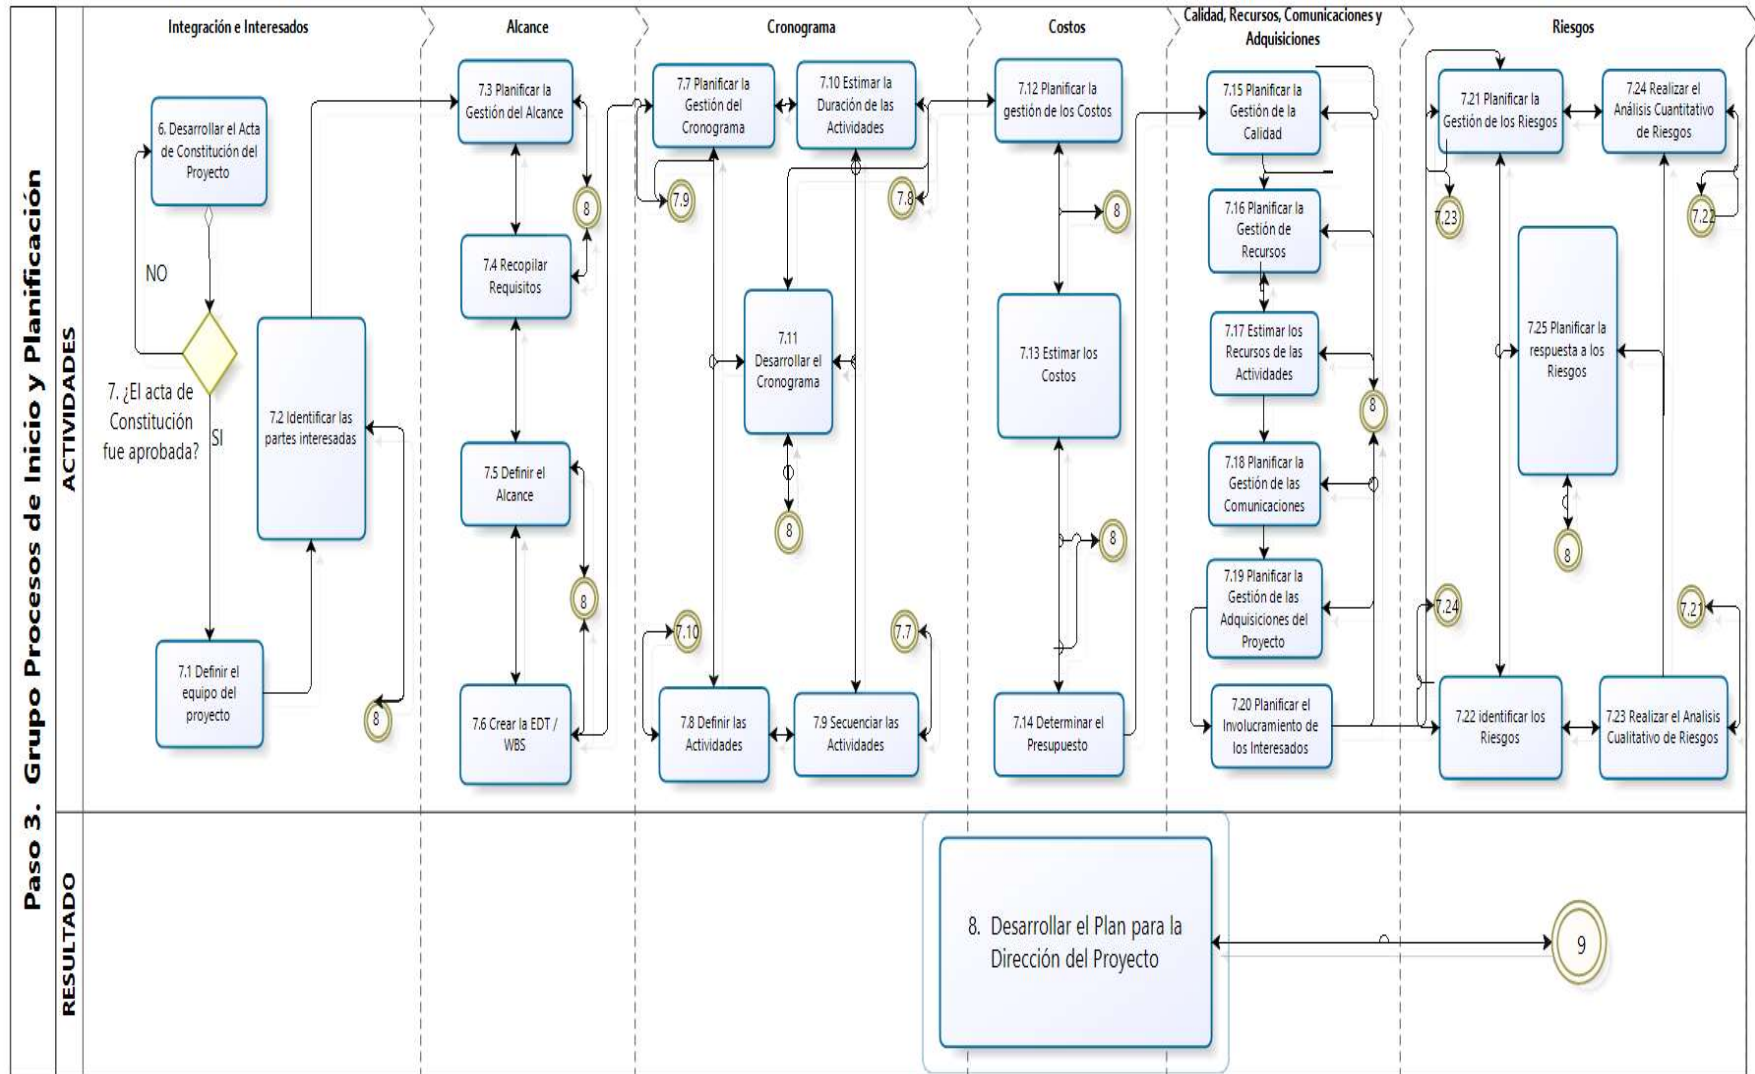 Paso 3. Grupo Procesos de Inicio y Planificación
ACTIVIDADES
Integración e Interesados
6. Desarrollar el Acta
de Constitución del
Proyecto
NO
7. ¿El acta de
Constitución
fue aprobada?
SI
7.1 Definir el
equipo del
proyecto
7.2 Identificar las
partes interesadas
8
Alcance
7.3 Planificar la
Gestión del Alcance
8
7.4 Recopilar
Requisitos
7.5 Definir el
Alcance
8
7.6 Crear la EDT /
WBS
Cronograma
7.7 Planificar la
Gestión del
Cronograma
7.10 Estimar la
Duración de las
Actividades
7.9
7.8
7.11
Desarrollar el
Cronograma
8
7.10
7.7
7.8 Definir las
Actividades
7.9 Secuenciar las
Actividades
Costos
7.12 Planificar la
gestión de los Costos
8
7.13 Estimar los
Costos
8
7.14 Determinar el
Presupuesto
Calidad, Recursos, Comunicaciones y
Adquisiciones
7.15 Planificar la
Gestión de la
Calidad
7.16 Planificar la
Gestión de
Recursos
7.17 Estimar los
Recursos de las
Actividades
8
7.18 Planificar la
Gestión de las
Comunicaciones
7.19 Planificar la
Gestión de las
Adquisiciones del
Proyecto
7.20 Planificar el
Involucramiento de
los Interesados
Riesgos
7.21 Planificar la
Gestión de los Riesgos
7.24 Realizar el
Análisis Cuantitativo
de Riesgos
7.23
7.22
7.25 Planificar la
respuesta a los
Riesgos
8
7.24
7.21
7.22 identificar los
Riesgos
7.23 Realizar el Analisis
Cualitativo de Riesgos
RESULTADO
8. Desarrollar el Plan para la
Dirección del Proyecto
9